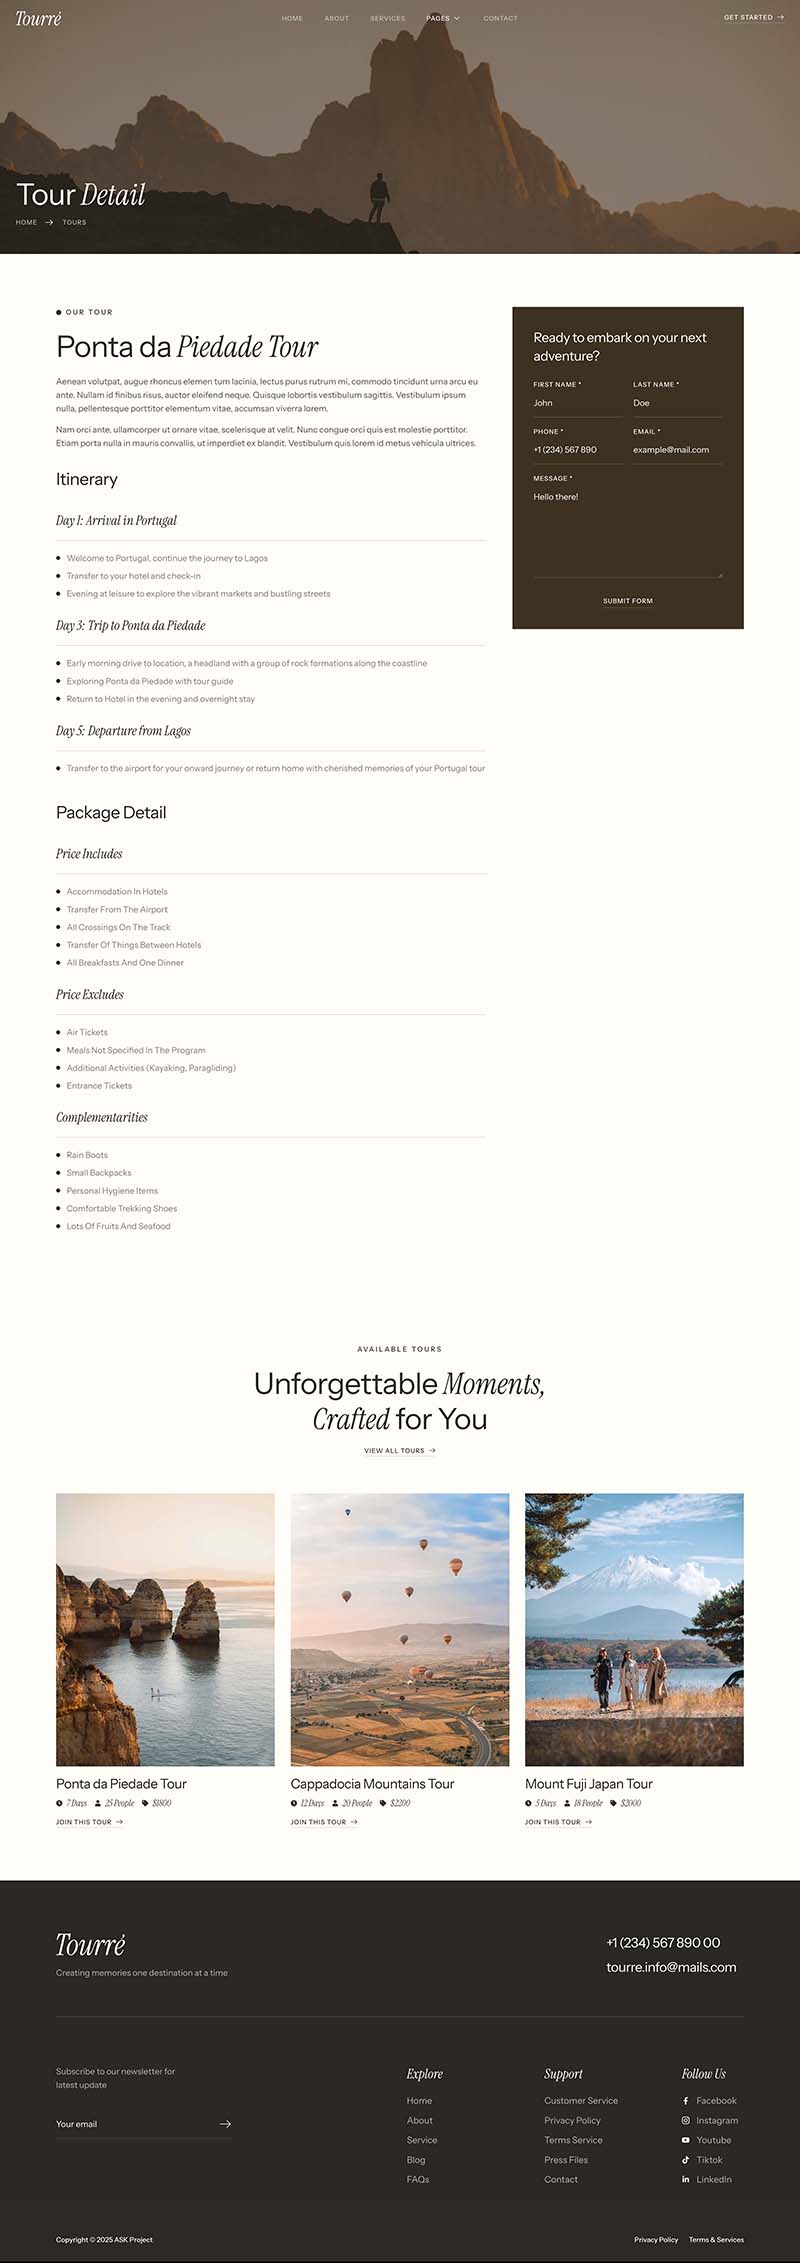 Tourré
HOME
ABOUT
SERVICES
PAGES
CONTACT
GET STARTED
Tour Detail
HOME
TOURS
OUR TOUR
Ponta da Piedade Tour
Aenean volutpat, augue rhoncus elemen tum lacinia, lectus purus rutrum mi, commodo tincidunt urna arcu eu
ante. Nullam id finibus risus, auctor eleifend neque. Quisque lobortis vestibulum sagittis. Vestibulum ipsum
nulla, pellentesque porttitor elementum vitae, accumsan viverra lorem.
Nam orci ante, ullamcorper ut ornare vitae, scelerisque at velit. Nunc congue orci quis est molestie porttitor.
Etiam porta nulla in mauris convallis, ut imperdiet ex blandit. Vestibulum quis lorem id metus vehicula ultrices.
Itinerary
Day 1: Arrival in Portugal
Welcome to Portugal, continue the journey to Lagos
Transfer to your hotel and check-in
Evening at leisure to explore the vibrant markets and bustling streets
Day 3: Trip to Ponta da Piedade
Early morning drive to location, a headland with a group of rock formations along the coastline
Exploring Ponta da Piedade with tour guide
Return to Hotel in the evening and overnight stay
Day 5: Departure from Lagos
Transfer to the airport for your onward journey or return home with cherished memories of your Portugal tour
Package Detail
Price Includes
Accommodation In Hotels
Transfer From The Airport
All Crossings On The Track
Transfer Of Things Between Hotels
All Breakfasts And One Dinner
Price Excludes
Air Tickets
Meals Not Specified In The Program
Additional Activities (Kayaking, Paragliding)
Entrance Tickets
Complementarities
Rain Boots
Small Backpacks
Personal Hygiene Items
Comfortable Trekking Shoes
Lots Of Fruits And Seafood
Ready to embark on your next
adventure?
FIRST NAME *
LAST NAME *
John
Doe
PHONE *
EMAIL *
+1 (234) 567 890
example@mail.com
MESSAGE *
Hello there!
SUBMIT FORM
AVAILABLE TOURS
Unforgettable Moments,
Crafted for You
VIEW ALL TOURS
Ponta da Piedade Tour
7 Days
25 People
$1800
JOIN THIS TOUR
Cappadocia Mountains Tour
12 Days
20 People
$2200
JOIN THIS TOUR
Mount Fuji Japan Tour
5 Days
18 People
$2000
JOIN THIS TOUR
Tourré
Creating memories one destination at a time
+1 (234) 567 890 00
tourre.info@mails.com
Subscribe to our newsletter for
latest update
Your email
Explore
Home
About
Service
Blog
FAQs
Support
Customer Service
Privacy Policy
Terms Service
Press Files
Contact
Follow Us
Facebook
Instagram
Youtube
Tiktok
LinkedIn
Copyright © 2025 ASK Project
Privacy Policy
Terms & Services